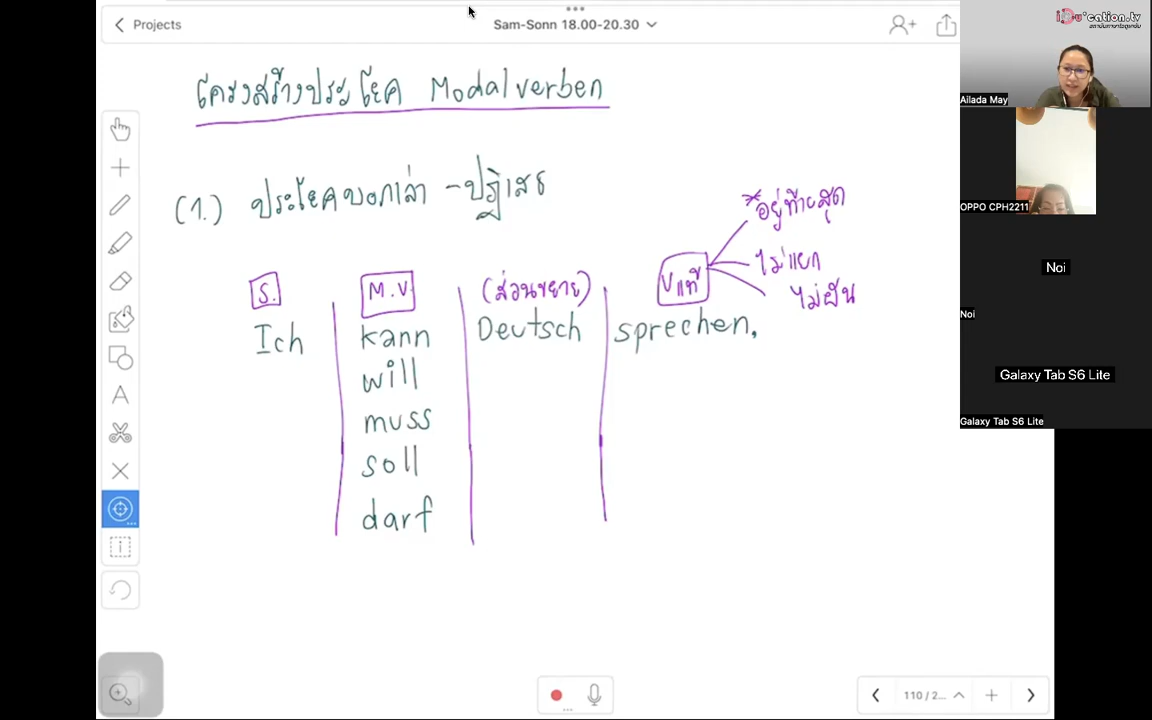 Projects
Sam-Sonn 18.00-20.30
Ailada May
OPPO CPH2211
Noi
Noi
Galaxy Tab S6 Lite
Galaxy Tab S6 Lite
โครงสร้างประโยค Modalverben
(1.) ประโยคบอกเล่า - ปฏิเสธ
*อยู่ท้ายสุด
ไม่แยก
ไม่ผัน
S. M.V (ส่วนขยาย) Vแท้
Ich kann Deutsch sprechen.
will
muss
soll
darf
110 / 2...